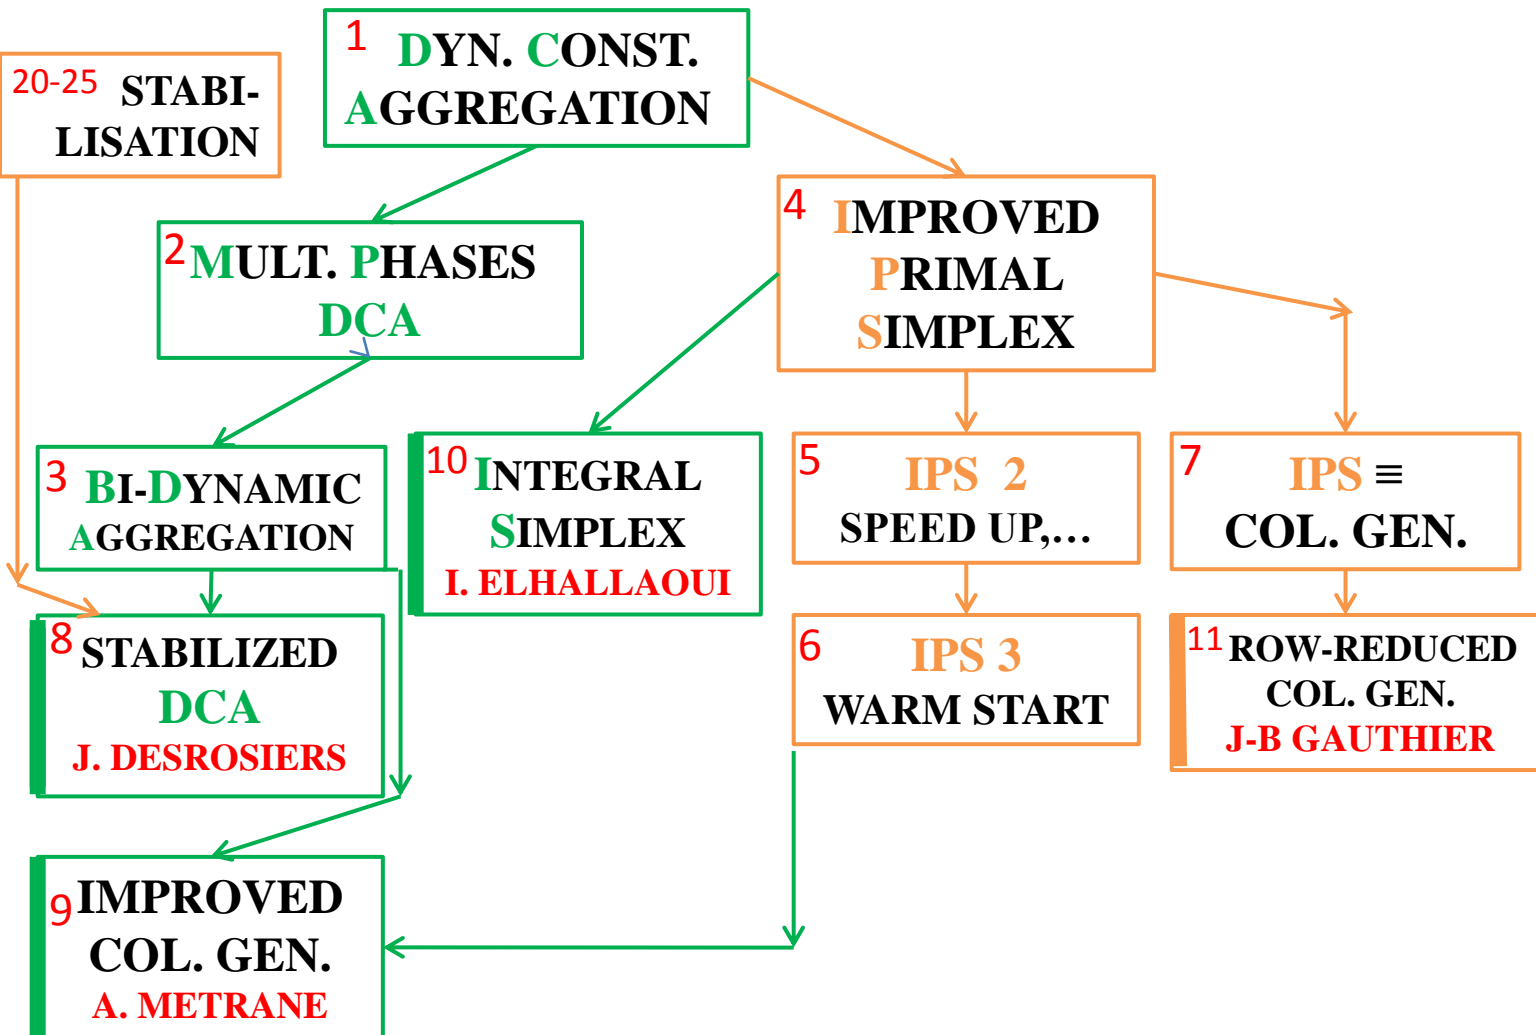 1 DYN. CONST.
AGGREGATION
20-25 STABI-
LISATION
2 MULT. PHASES
DCA
4 IMPROVED
PRIMAL
SIMPLEX
3 BI-DYNAMIC
AGGREGATION
10 INTEGRAL
SIMPLEX
I. ELHALLAOUI
5 IPS 2
SPEED UP,...
7 IPS ≡
COL. GEN.
8 STABILIZED
DCA
J. DESROSIERS
6 IPS 3
WARM START
11 ROW-REDUCED
COL. GEN.
J-B GAUTHIER
9 IMPROVED
COL. GEN.
A. METRANE